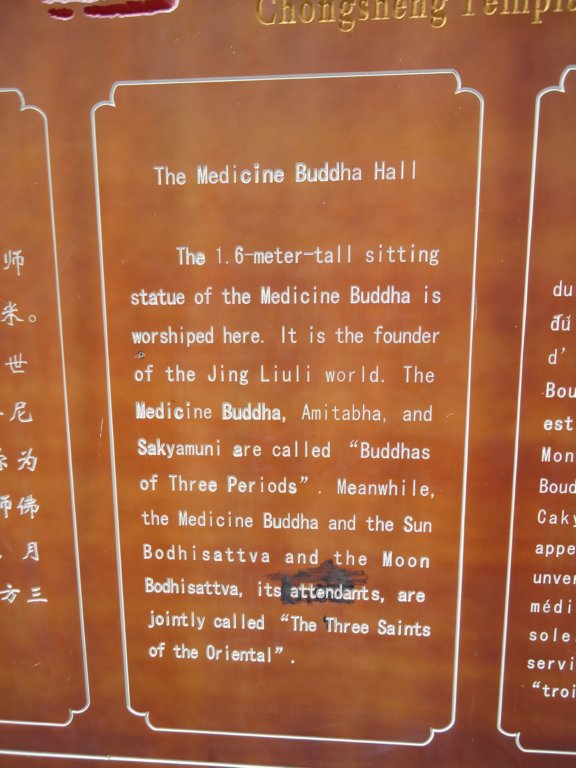 Chongsheng Temple
The Medicine Buddha Hall
The 1.6-meter-tall sitting
statue of the Medicine Buddha is
worshiped here. It is the founder
of the Jing Liuli world. The
Medicine Buddha, Amitabha, and
Sakyamuni are called “Buddhas
of Three Periods”. Meanwhile,
the Medicine Buddha and the Sun
Bodhisattva and the Moon
Bodhisattva, its attendants, are
jointly called “The Three Saints
of the Oriental”.
师
米。
世
尼
为
师佛
月
方三
du
d'
Bou
est
Mon
Boud
Caky
appe
unver
médi
sole
servi
“troi